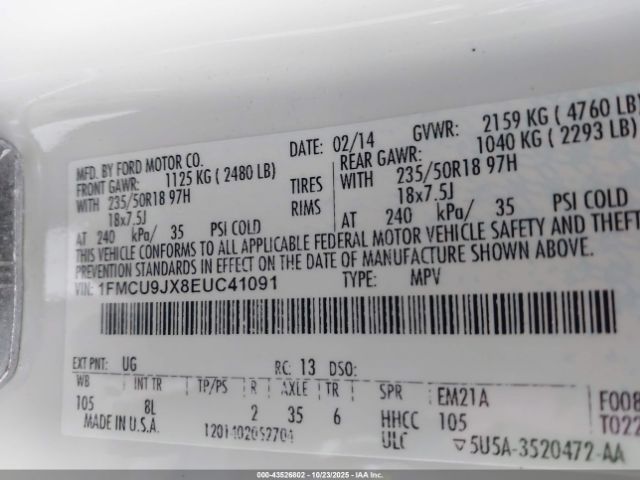 MFD. BY FORD MOTOR CO. DATE: 02/14 GVWR: 2159 KG ( 4760 LB)
FRONT GAWR: 1125 KG ( 2480 LB) REAR GAWR: 1040 KG ( 2293 LB)
WITH 235/50R18 97H TIRES WITH 235/50R18 97H
18x7.5J RIMS 18x7.5J
AT 240 kPa/ 35 PSI COLD AT 240 kPa/ 35 PSI COLD
THIS VEHICLE CONFORMS TO ALL APPLICABLE FEDERAL MOTOR VEHICLE SAFETY AND THEFT
PREVENTION STANDARDS IN EFFECT ON THE DATE OF MANUFACTURE SHOWN ABOVE.
VIN: 1FMCU9JX8EUC41091 TYPE: MPV
EXT PNT: UG RC: 13 DSO:
WB INT TR TP/PS R AXLE TR SPR EM21A F008
105 8L 2 35 6 HHCC 105 T022
MADE IN U.S.A. ULC 5U5A-3520472-AA
000-43526802 - 10/23/2025 - IAAI.COM